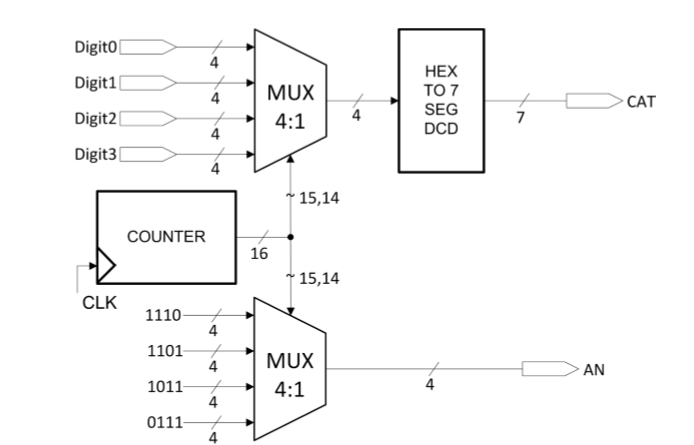 Digit0
4
Digit1
4
Digit2
4
Digit3
4
MUX
4:1
4
HEX
TO 7
SEG
DCD
7
CAT
~ 15,14
COUNTER
16
CLK
~ 15,14
1110
4
1101
4
1011
4
0111
4
MUX
4:1
4
AN